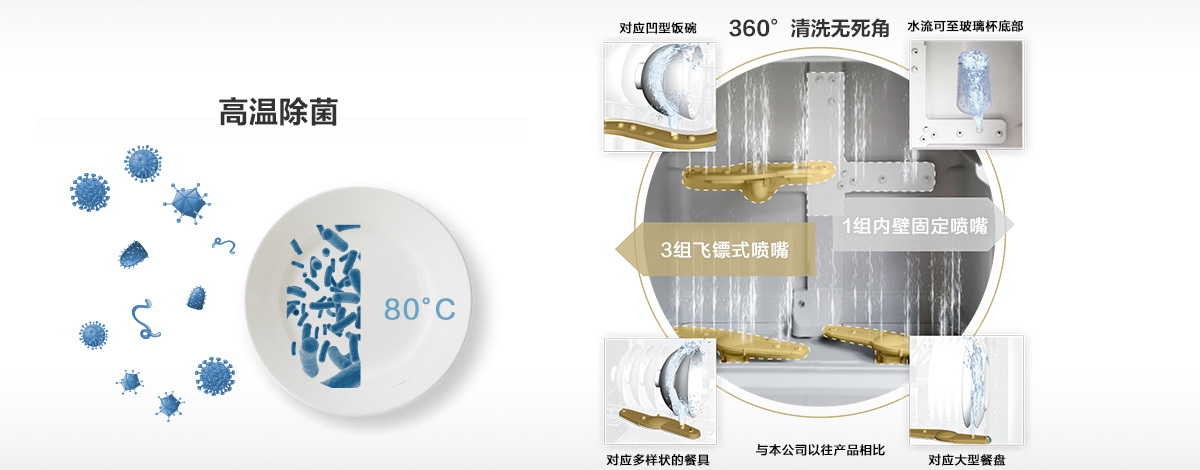 高温除菌
80°C
对应凹型饭碗
360°清洗无死角
水流可至玻璃杯底部
1组内壁固定喷嘴
3组飞镖式喷嘴
对应多样状的餐具
与本公司以往产品相比
对应大型餐盘